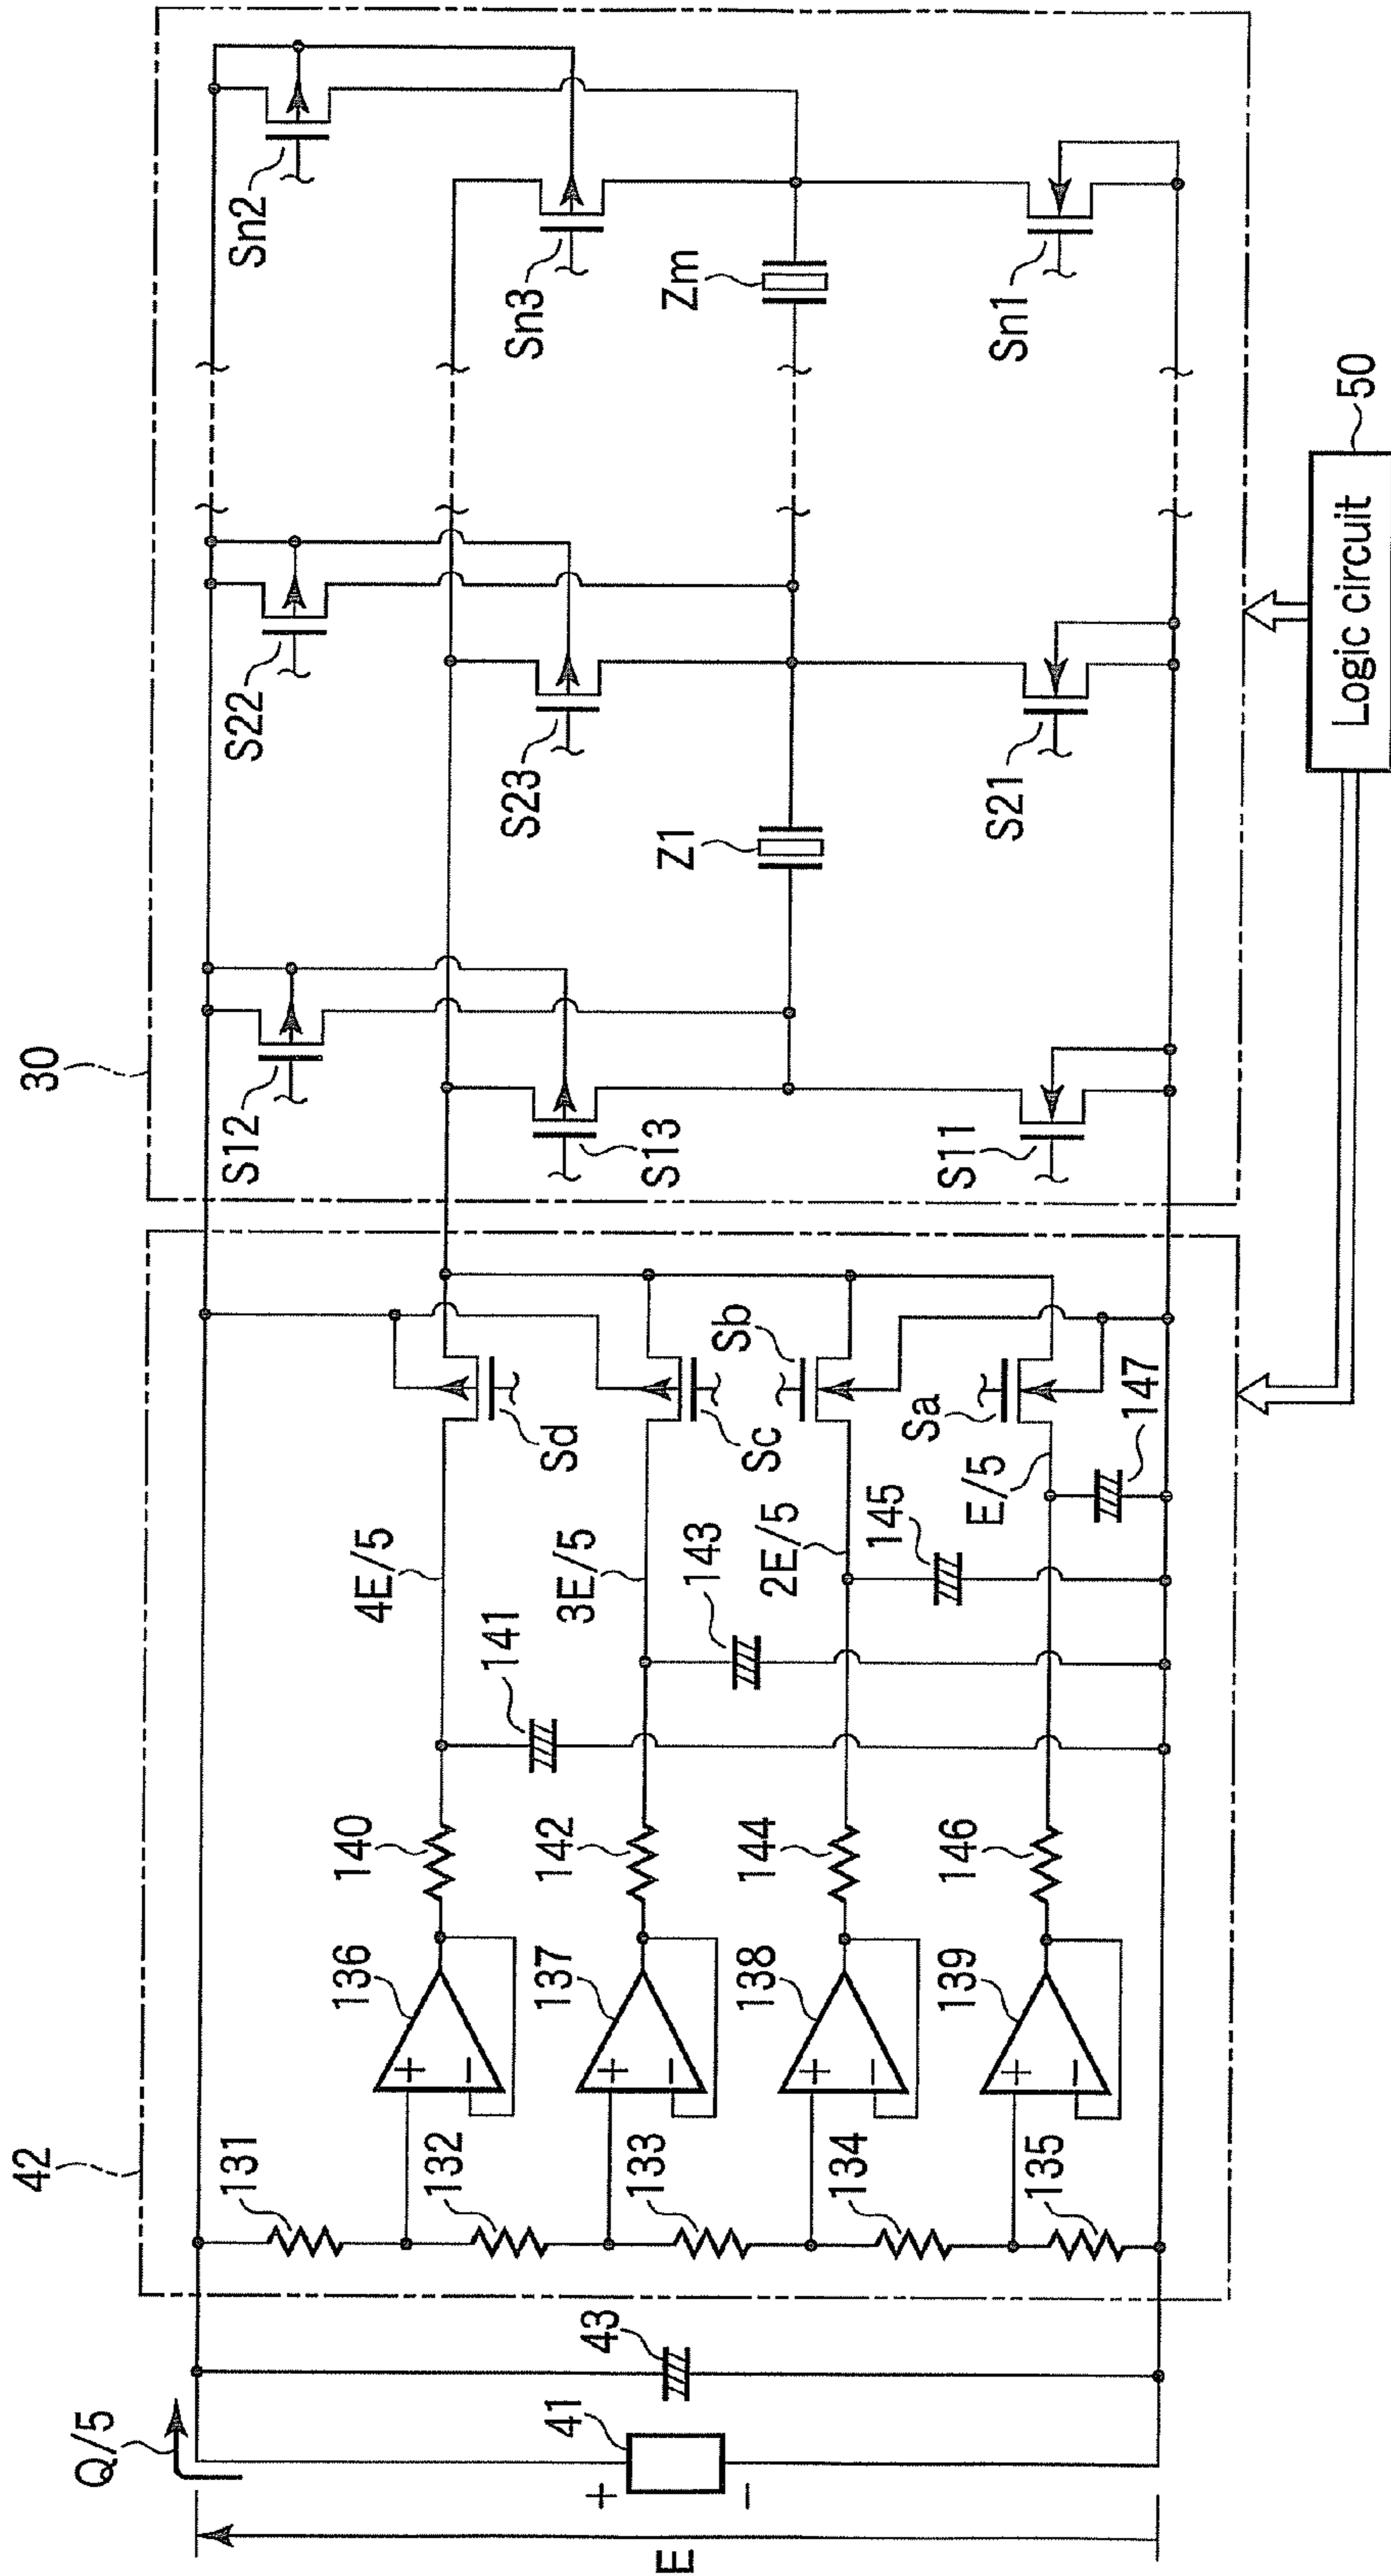 30
42
S12
S22
Sn2
S13
S23
Sn3
Z1
Zm
S11
S21
Sn1
Q/5
131
132
133
134
135
136
137
138
139
+
−
+
−
+
−
+
−
140
142
144
146
141
143
145
147
4E/5
3E/5
2E/5
E/5
Sd
Sc
Sb
Sa
43
41
+
−
E
Logic circuit
50